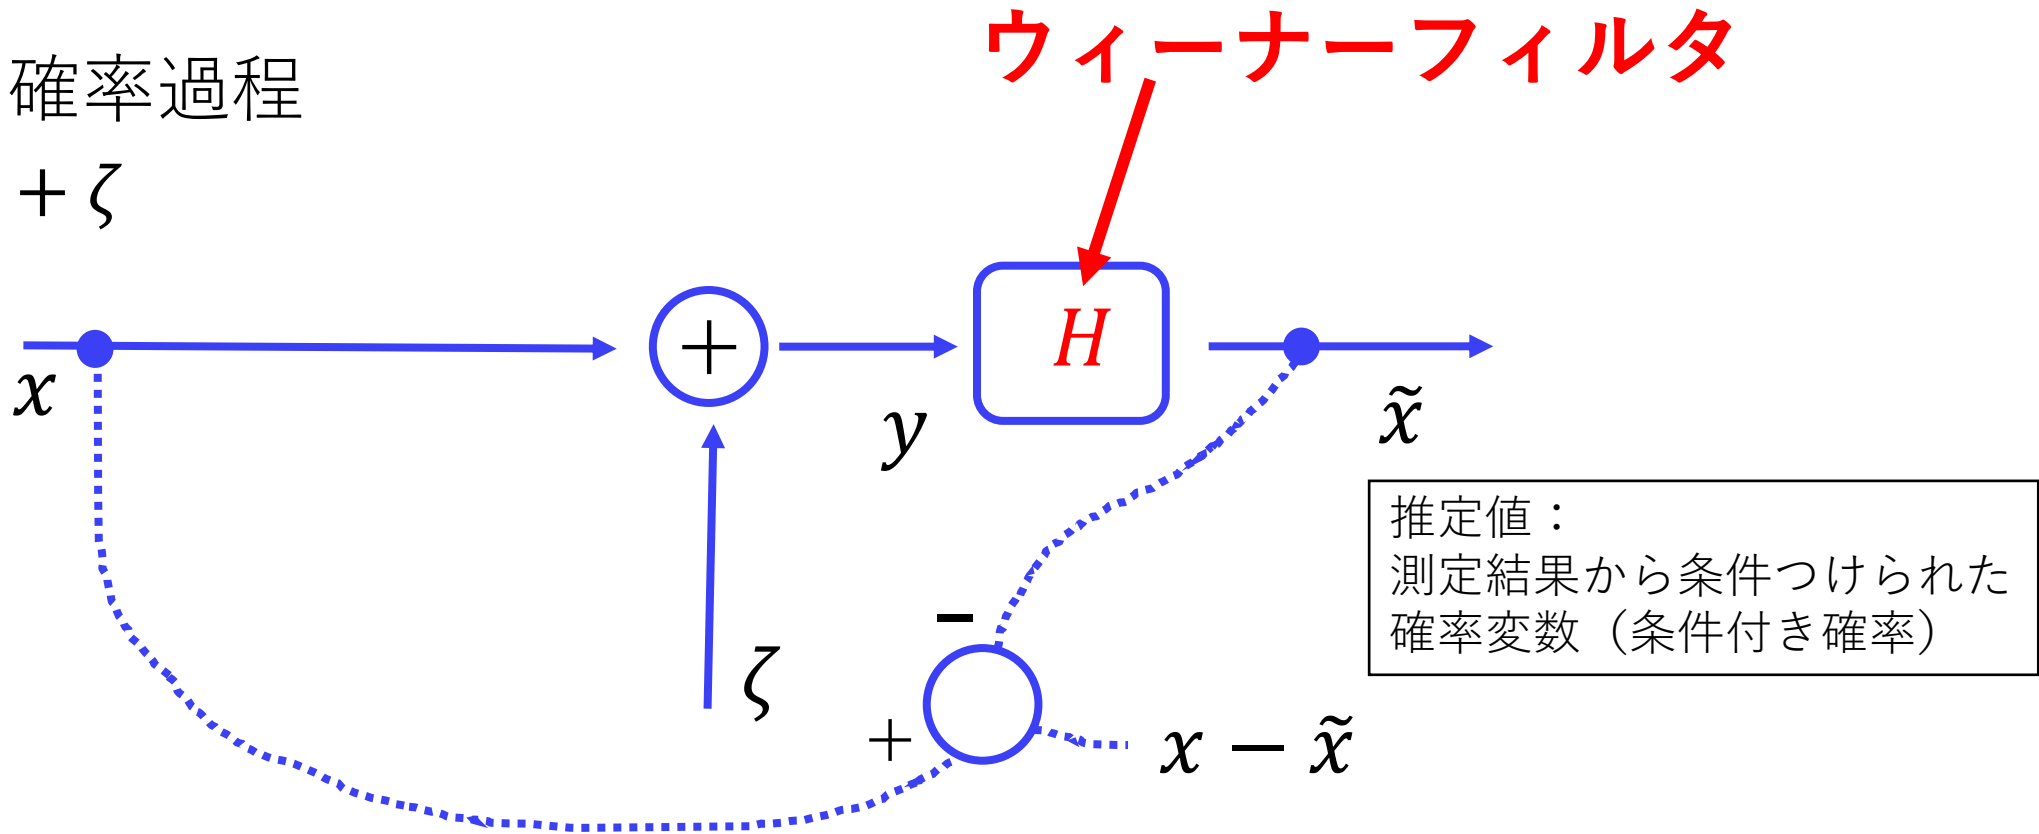 ウィーナーフィルタ
確率過程
+ ζ
x
+
y
H
x̃
ζ
推定値：
測定結果から条件つけられた
確率変数（条件付き確率）
−
+
x − x̃